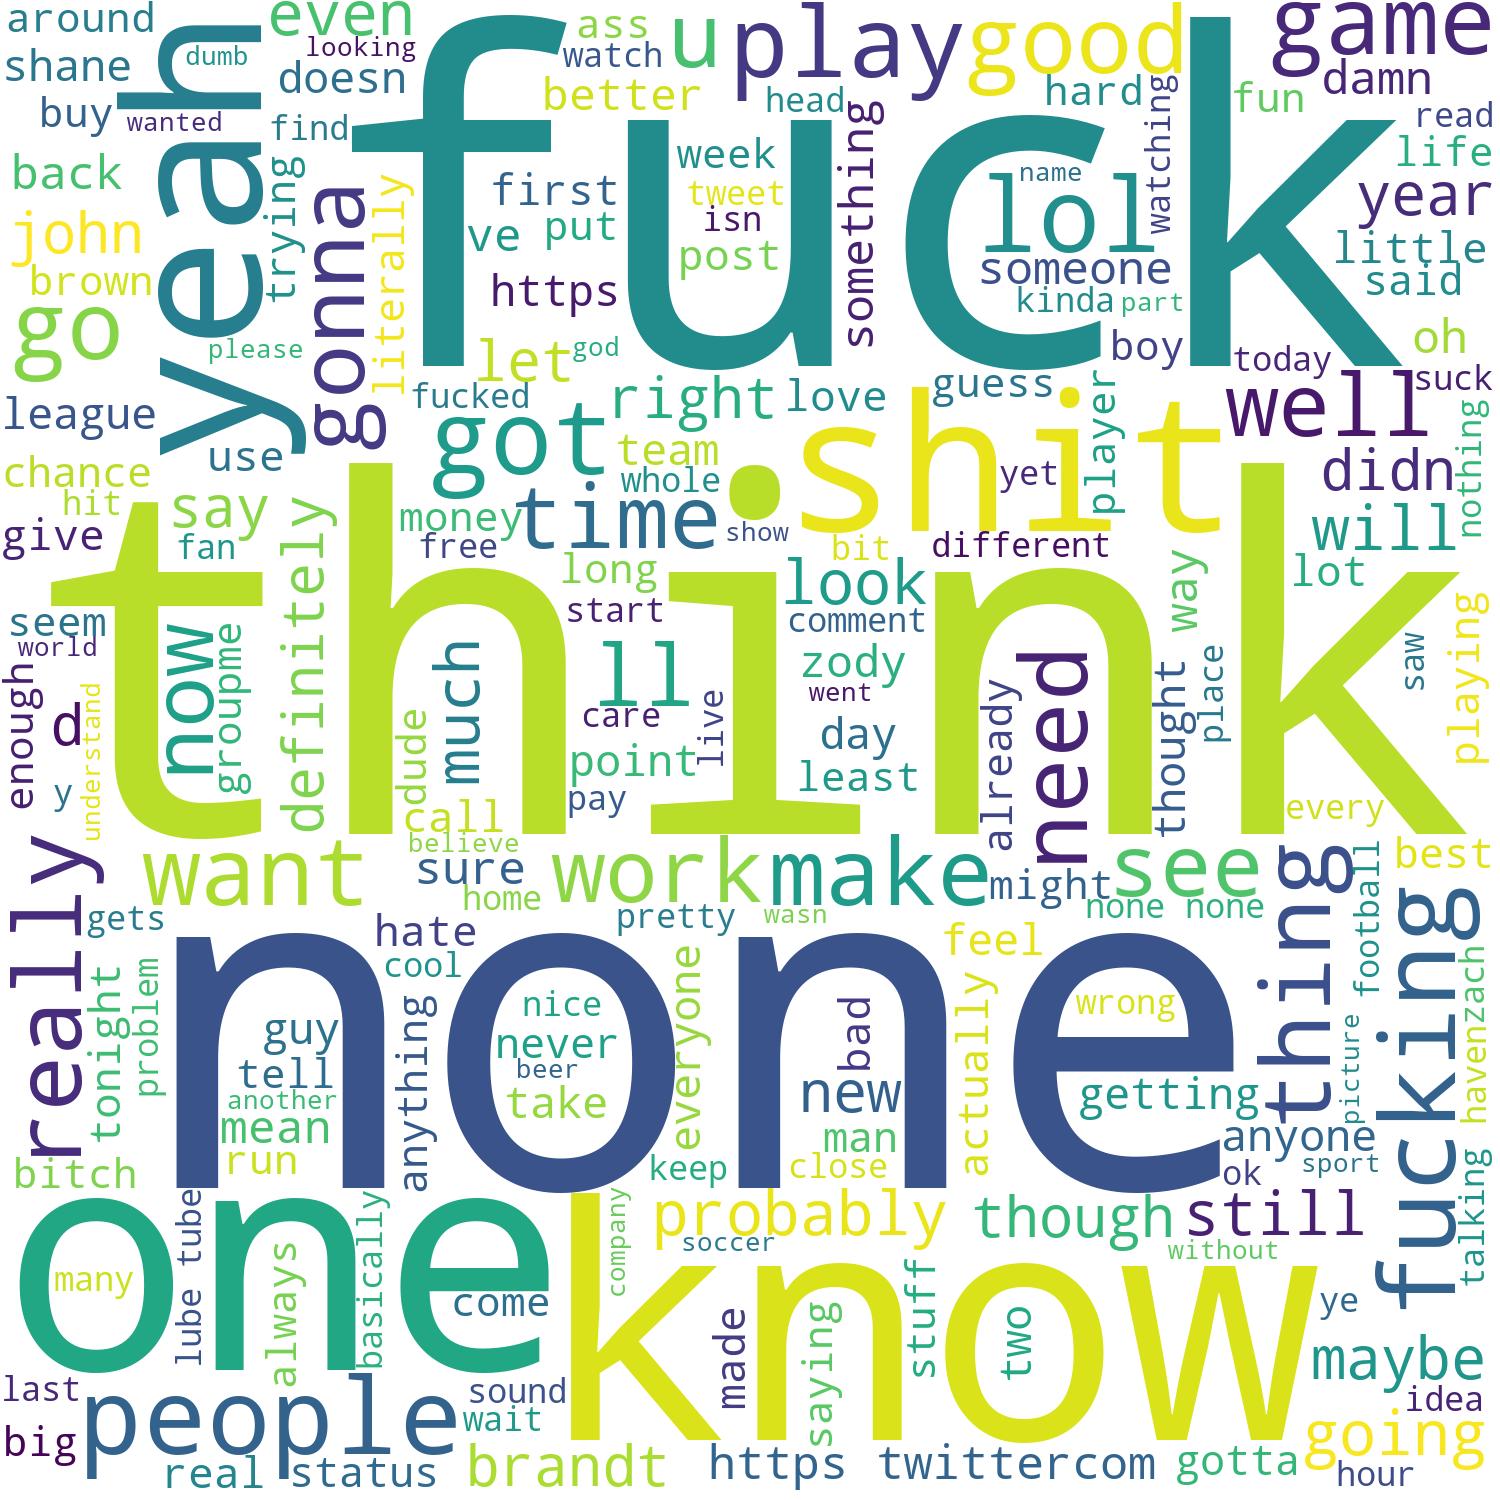 around
even
ass
u
play
good
game
shane
dumb
looking
watch
yeah
fuck
doesn
better
head
hard
fun
damn
buy
wanted
find
read
back
trying
gonna
literally
first
week
tweet
something
name
lol
watching
life
year
john
ve
put
isn
post
someone
little
brown
https
kinda
part
said
go
please
let
god
boy
oh
today
league
fucked
right
love
guess
well
suck
use
got
team
shit
player
chance
whole
yet
didn
nothing
hit
say
money
time
show
give
fan
definitely
free
bit
different
will
think
long
look
way
lot
seem
start
comment
world
now
groupme
much
ll
zody
need
saw
playing
enough
d
understand
dude
care
live
went
already
thought
place
point
day
y
pay
least
call
every
believe
really
want
sure
work
make
see
thing
football
best
home
might
gets
pretty
wasn
none none
fucking
none
hate
feel
tonight
problem
cool
anything
everyone
actually
havenzach
guy
nice
bad
wrong
never
tell
beer
new
getting
picture
another
take
mean
man
anyone
run
bitch
keep
close
ok
sport
one
lube tube
basically
company
know
probably
though
still
talking
soccer
without
many
always
come
stuff
two
ye
made
saying
maybe
last
people
sound
idea
wait
big
going
real
status
brandt
https twittercom
gotta
hour